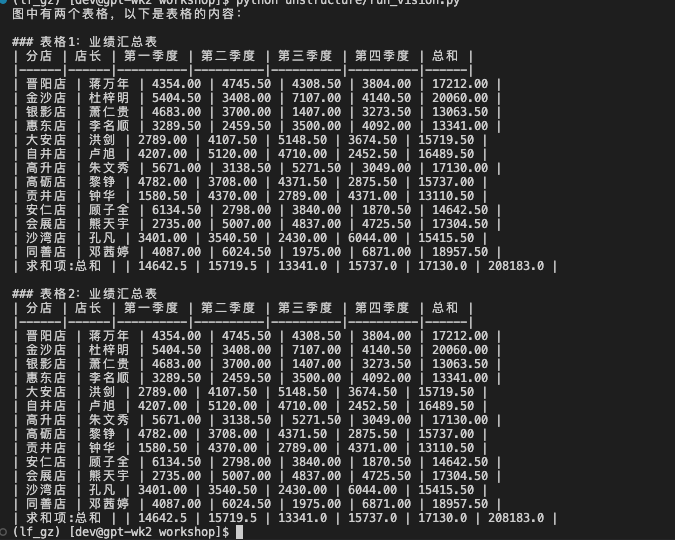 (lf_gz) [dev@gpt-wk2 workshop]$ python unstructure/run_vision.py
图中有两个表格，以下是表格的内容：
### 表格1：业绩汇总表
| 分店 | 店长 | 第一季度 | 第二季度 | 第三季度 | 第四季度 | 总和 |
|------|------|----------|----------|----------|----------|------|
| 晋阳店 | 蒋万年 | 4354.00 | 4745.50 | 4308.50 | 3804.00 | 17212.00 |
| 金沙店 | 杜梓明 | 5404.50 | 3408.00 | 7107.00 | 4140.50 | 20060.00 |
| 银影店 | 萧仁贵 | 4683.00 | 3700.00 | 1407.00 | 3273.50 | 13063.50 |
| 惠东店 | 李名顺 | 3289.50 | 2459.50 | 3500.00 | 4092.00 | 13341.00 |
| 大安店 | 洪剑 | 2789.00 | 4107.50 | 5148.50 | 3674.50 | 15719.50 |
| 自井店 | 卢旭 | 4207.00 | 5120.00 | 4710.00 | 2452.50 | 16489.50 |
| 高升店 | 朱文秀 | 5671.00 | 3138.50 | 5271.50 | 3049.00 | 17130.00 |
| 高砺店 | 黎铮 | 4782.00 | 3708.00 | 4371.50 | 2875.50 | 15737.00 |
| 贡井店 | 钟华 | 1580.50 | 4370.00 | 2789.00 | 4371.00 | 13110.50 |
| 安仁店 | 顾子全 | 6134.50 | 2798.00 | 3840.00 | 1870.50 | 14642.50 |
| 会展店 | 熊天宇 | 2735.00 | 5007.00 | 4837.00 | 4725.50 | 17304.50 |
| 沙湾店 | 孔凡 | 3401.00 | 3540.50 | 2430.00 | 6044.00 | 15415.50 |
| 同善店 | 邓茜婷 | 4087.00 | 6024.50 | 1975.00 | 6871.00 | 18957.50 |
| 求和项:总和 | | 14642.5 | 15719.5 | 13341.0 | 15737.0 | 17130.0 | 208183.0 |
### 表格2：业绩汇总表
| 分店 | 店长 | 第一季度 | 第二季度 | 第三季度 | 第四季度 | 总和 |
|------|------|----------|----------|----------|----------|------|
| 晋阳店 | 蒋万年 | 4354.00 | 4745.50 | 4308.50 | 3804.00 | 17212.00 |
| 金沙店 | 杜梓明 | 5404.50 | 3408.00 | 7107.00 | 4140.50 | 20060.00 |
| 银影店 | 萧仁贵 | 4683.00 | 3700.00 | 1407.00 | 3273.50 | 13063.50 |
| 惠东店 | 李名顺 | 3289.50 | 2459.50 | 3500.00 | 4092.00 | 13341.00 |
| 大安店 | 洪剑 | 2789.00 | 4107.50 | 5148.50 | 3674.50 | 15719.50 |
| 自井店 | 卢旭 | 4207.00 | 5120.00 | 4710.00 | 2452.50 | 16489.50 |
| 高升店 | 朱文秀 | 5671.00 | 3138.50 | 5271.50 | 3049.00 | 17130.00 |
| 高砺店 | 黎铮 | 4782.00 | 3708.00 | 4371.50 | 2875.50 | 15737.00 |
| 贡井店 | 钟华 | 1580.50 | 4370.00 | 2789.00 | 4371.00 | 13110.50 |
| 安仁店 | 顾子全 | 6134.50 | 2798.00 | 3840.00 | 1870.50 | 14642.50 |
| 会展店 | 熊天宇 | 2735.00 | 5007.00 | 4837.00 | 4725.50 | 17304.50 |
| 沙湾店 | 孔凡 | 3401.00 | 3540.50 | 2430.00 | 6044.00 | 15415.50 |
| 同善店 | 邓茜婷 | 4087.00 | 6024.50 | 1975.00 | 6871.00 | 18957.50 |
| 求和项:总和 | | 14642.5 | 15719.5 | 13341.0 | 15737.0 | 17130.0 | 208183.0 |
(lf_gz) [dev@gpt-wk2 workshop]$